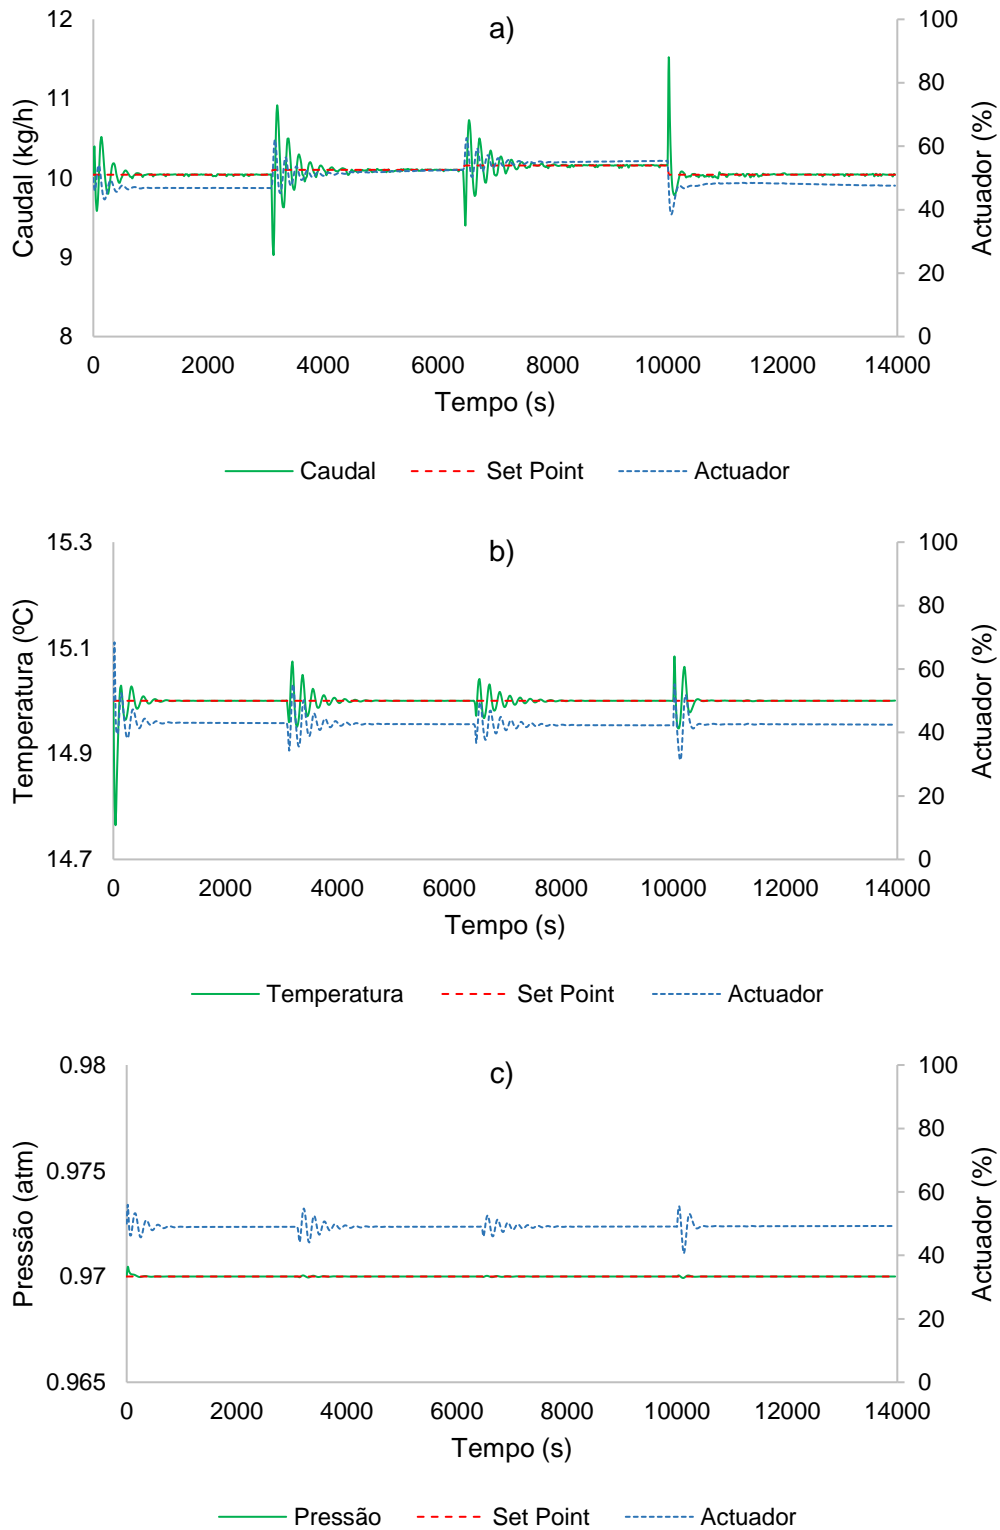 a)
12
11
10
9
8
Caudal (kg/h)
100
80
60
40
20
0
Actuador (%)
0 2000 4000 6000 8000 10000 12000 14000
Tempo (s)
Caudal Set Point Actuador
b)
15.3
15.1
14.9
14.7
Temperatura (ºC)
100
80
60
40
20
0
Actuador (%)
0 2000 4000 6000 8000 10000 12000 14000
Tempo (s)
Temperatura Set Point Actuador
c)
0.98
0.975
0.97
0.965
Pressão (atm)
100
80
60
40
20
0
Actuador (%)
0 2000 4000 6000 8000 10000 12000 14000
Tempo (s)
Pressão Set Point Actuador